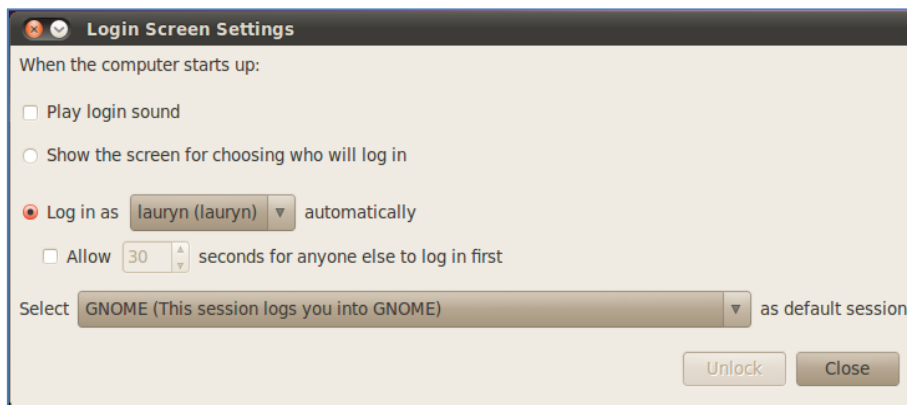 Login Screen Settings
When the computer starts up:
Play login sound
Show the screen for choosing who will log in
Log in as lauryn (lauryn) automatically
Allow 30 seconds for anyone else to log in first
Select GNOME (This session logs you into GNOME) as default session
Unlock Close